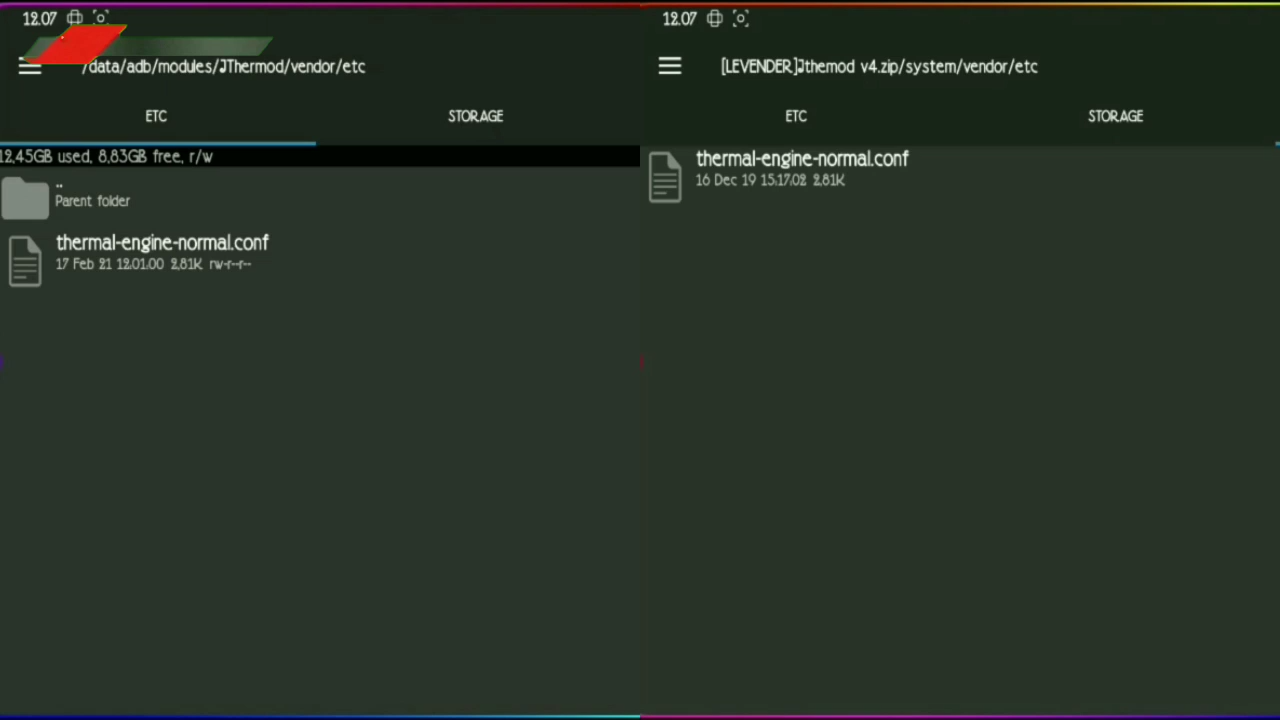 12.07
/data/adb/modules/JThermod/vendor/etc
ETC
STORAGE
12,45GB used, 8,83GB free, r/w
..
Parent folder
thermal-engine-normal.conf
17 Feb 21 12.01.00 2,81K rw-r--r--
12.07
[LEVENDER]Jthemod v4.zip/system/vendor/etc
ETC
STORAGE
thermal-engine-normal.conf
16 Dec 19 15.17.02 2,81K